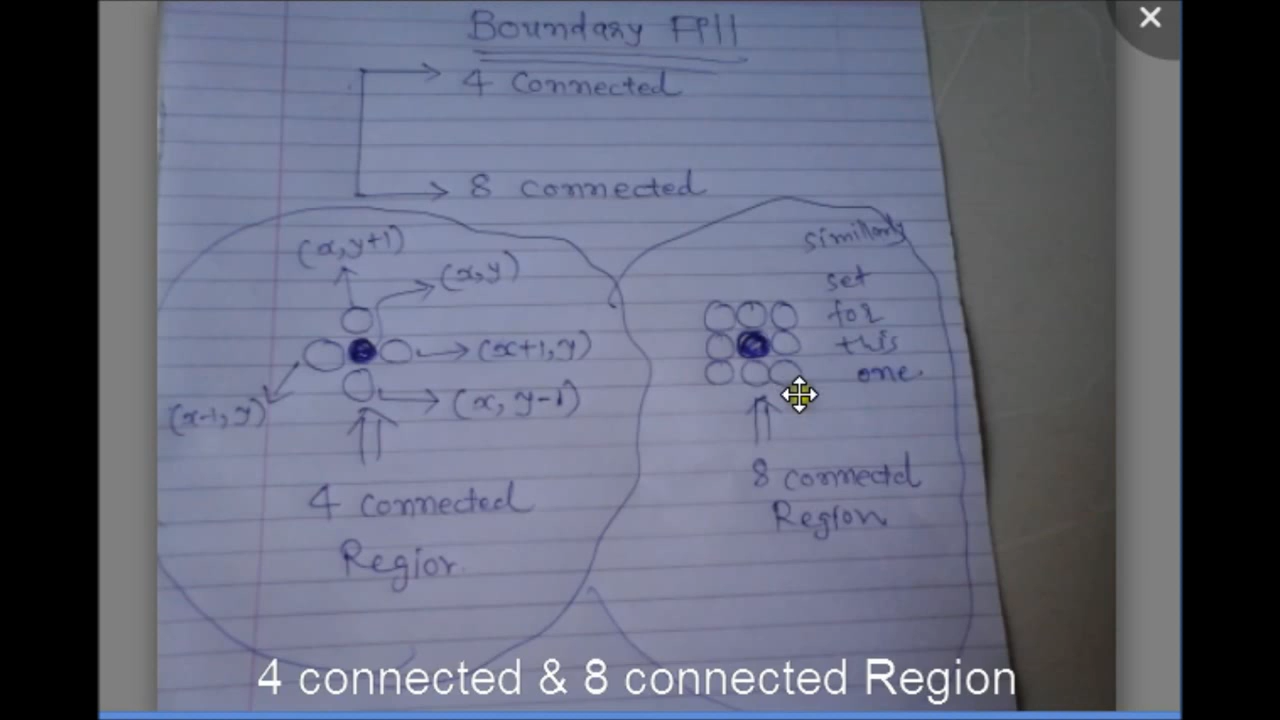 Boundary Fill
4 Connected
8 connected
(x, y+1)
(x,y)
(x+1,y)
(x-1,y)
(x, y-1)
4 connected
Region
similarly
set
for
this
one.
8 connectd
Region
4 connected & 8 connected Region